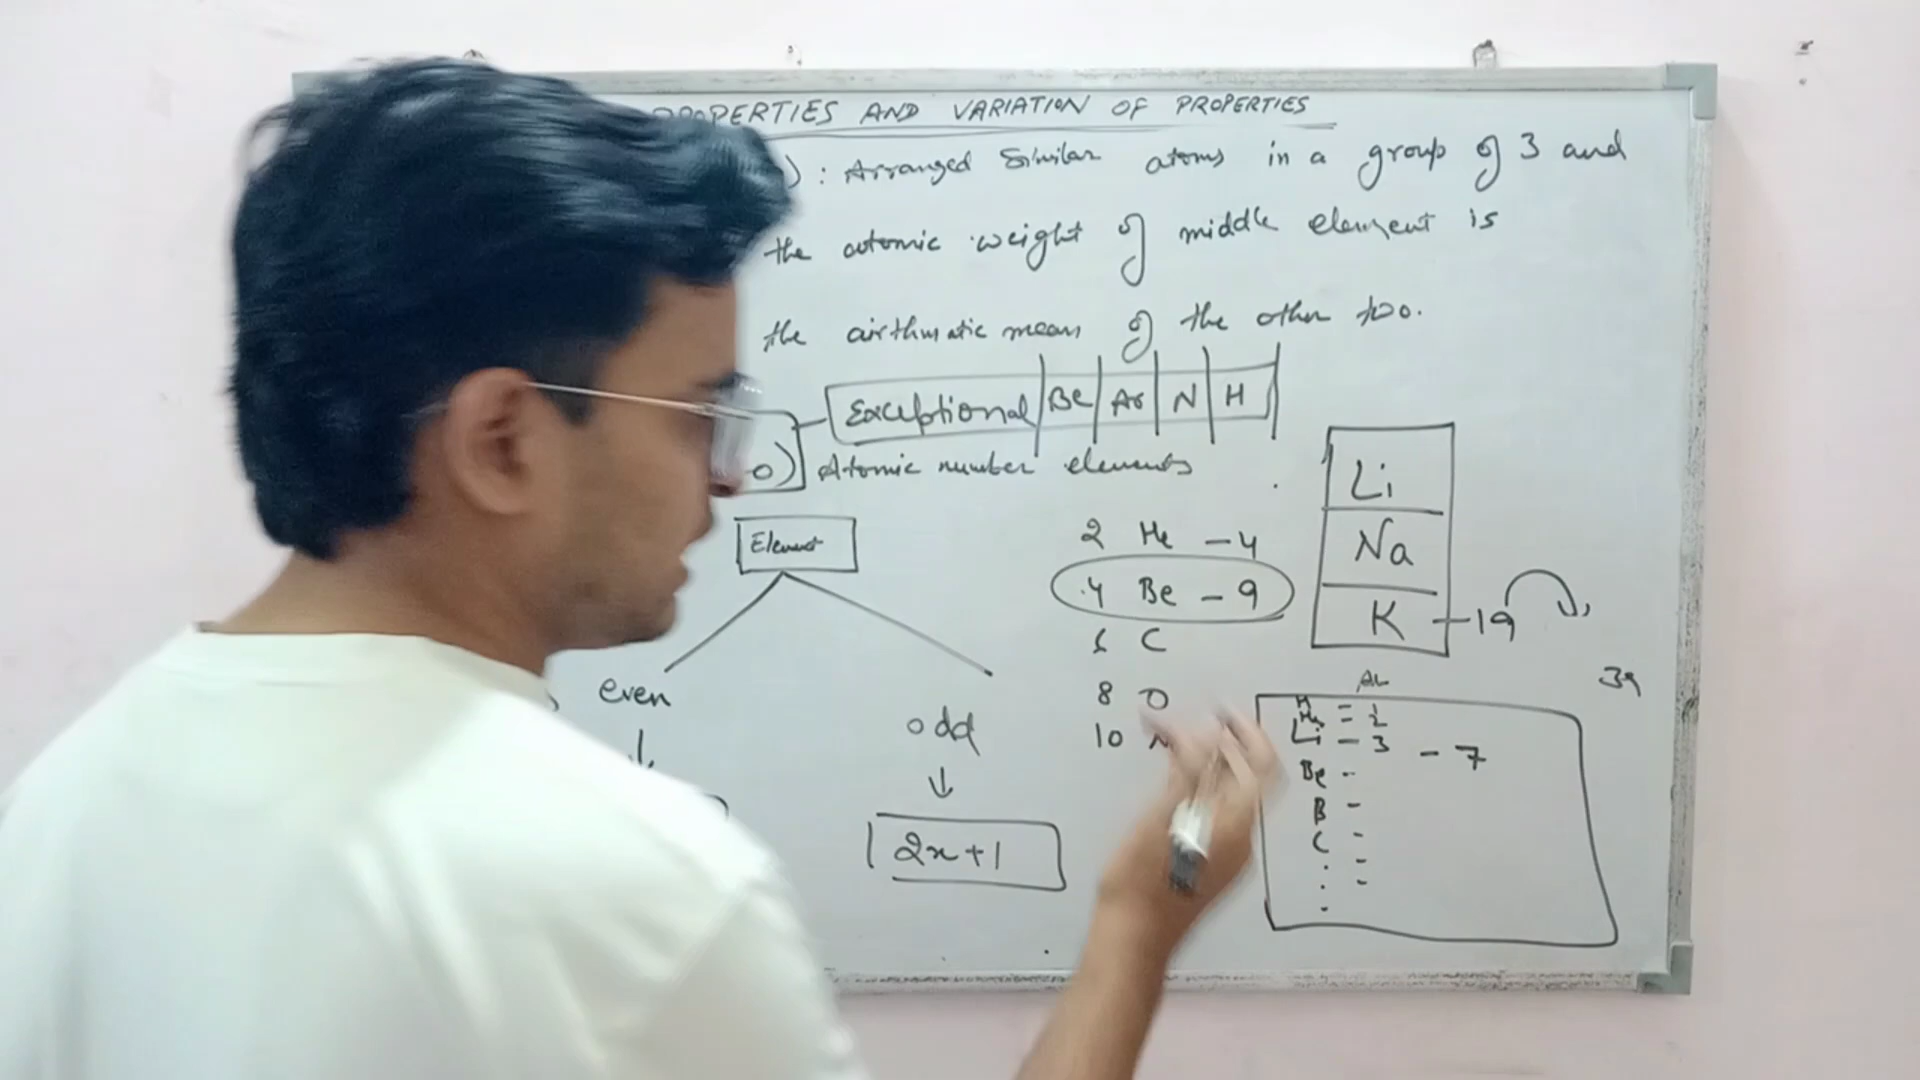 PROPERTIES AND VARIATION OF PROPERTIES
) : Arranged Similar atoms in a group of 3 and
the atomic weight of middle element is
the airthmatic mean of the other two.
Exceptional Be Ar N H
o) Atomic number elements
Element
even
odd
2x+1
2 He – 4
4 Be – 9
6 C
8 O
10 N
Li
Na
K – 19
39
H = 1
He = 2
Li – 3 – 7
Be -
B -
C -